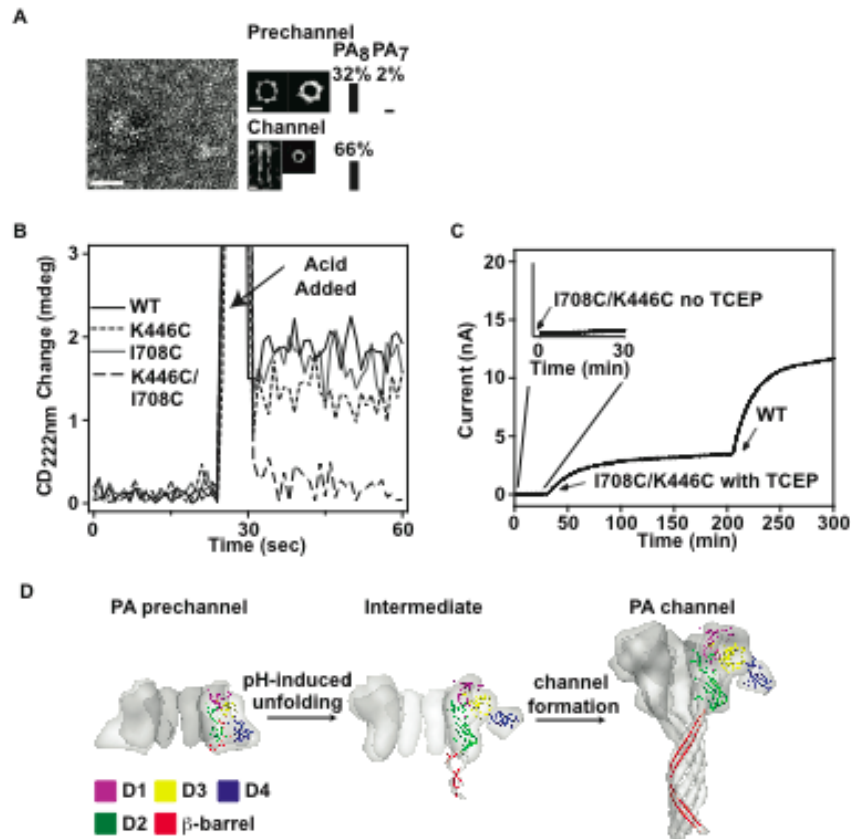 A
Prechannel
PA8 PA7
32% 2%
Channel
66%
B
CD222nm Change (mdeg)
3
2
1
0
Acid
Added
WT
K446C
I708C
K446C/
I708C
0 30 60
Time (sec)
C
Current (nA)
20
15
10
5
0
I708C/K446C no TCEP
0 30
Time (min)
WT
I708C/K446C with TCEP
50 100 150 200 250 300
Time (min)
D
PA prechannel
Intermediate
PA channel
pH-induced
unfolding
channel
formation
D1 D3 D4
D2 β-barrel